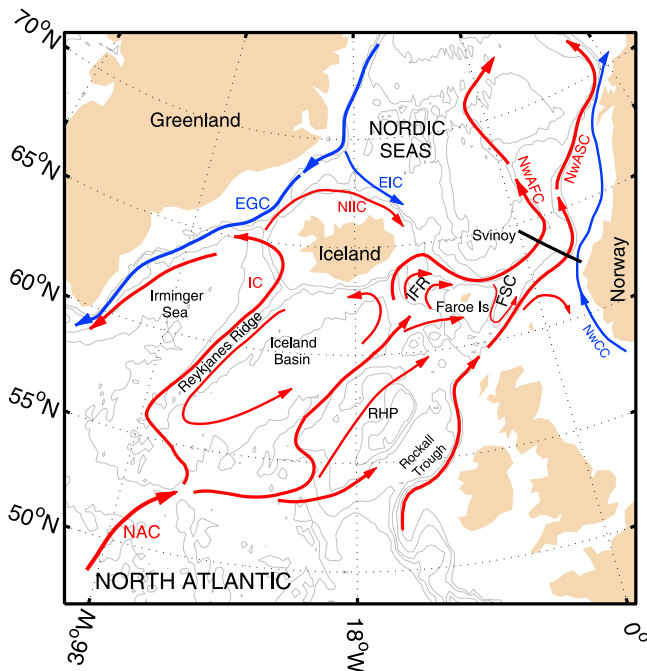 70°N
65°N
60°N
55°N
50°N
Greenland
NORDIC
SEAS
EGC
EIC
NIIC
Iceland
NwAFC
NwASC
Svinoy
Norway
NwCC
Irminger
Sea
IC
IFR
Faroe Is
FSC
Reykjanes Ridge
Iceland
Basin
RHP
Rockall
Trough
NAC
NORTH ATLANTIC
36°W
18°W
0°